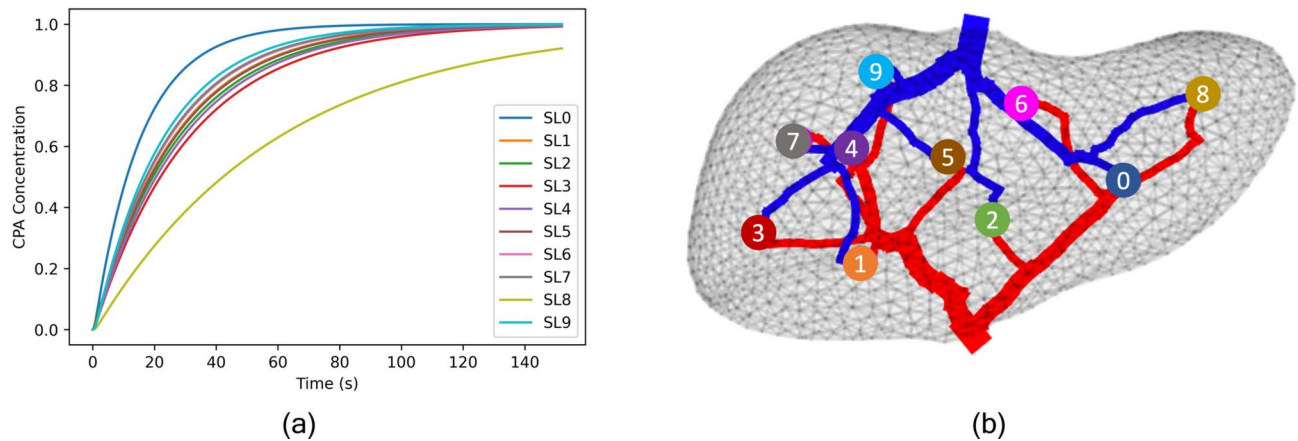 1.0
0.8
0.6
0.4
0.2
0.0
CPA Concentration
0 20 40 60 80 100 120 140
Time (s)
SL0
SL1
SL2
SL3
SL4
SL5
SL6
SL7
SL8
SL9
(a)
9
6
8
7
4
5
0
2
3
1
(b)